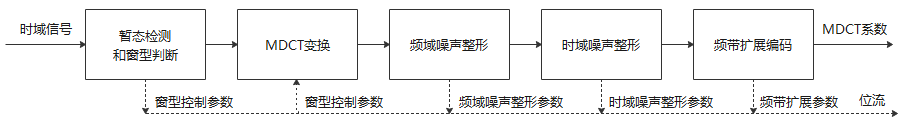 时域信号
暂态检测
和窗型判断
MDCT变换
频域噪声整形
时域噪声整形
频带扩展编码
MDCT系数
窗型控制参数
窗型控制参数
频域噪声整形参数
时域噪声整形参数
频带扩展参数
位流